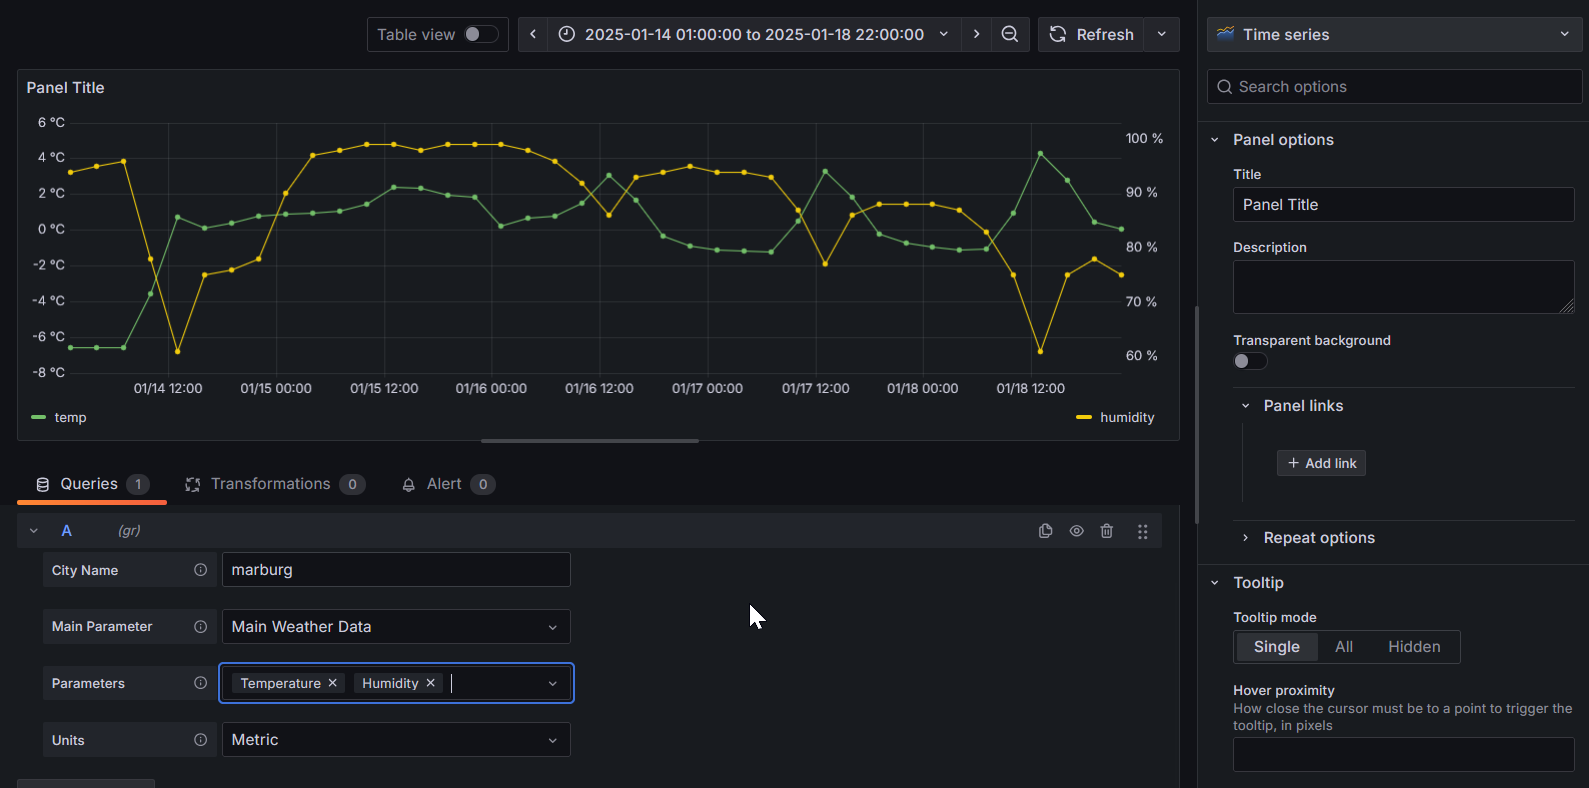 Table view
2025-01-14 01:00:00 to 2025-01-18 22:00:00
Refresh
Time series
Panel Title
Search options
6 °C
4 °C
2 °C
0 °C
-2 °C
-4 °C
-6 °C
-8 °C
100 %
90 %
80 %
70 %
60 %
01/14 12:00 01/15 00:00 01/15 12:00 01/16 00:00 01/16 12:00 01/17 00:00 01/17 12:00 01/18 00:00 01/18 12:00
temp
humidity
Queries 1
Transformations 0
Alert 0
A (gr)
City Name marburg
Main Parameter Main Weather Data
Parameters Temperature Humidity
Units Metric
Panel options
Title
Panel Title
Description
Transparent background
Panel links
+ Add link
Repeat options
Tooltip
Tooltip mode
Single All Hidden
Hover proximity
How close the cursor must be to a point to trigger the
tooltip, in pixels